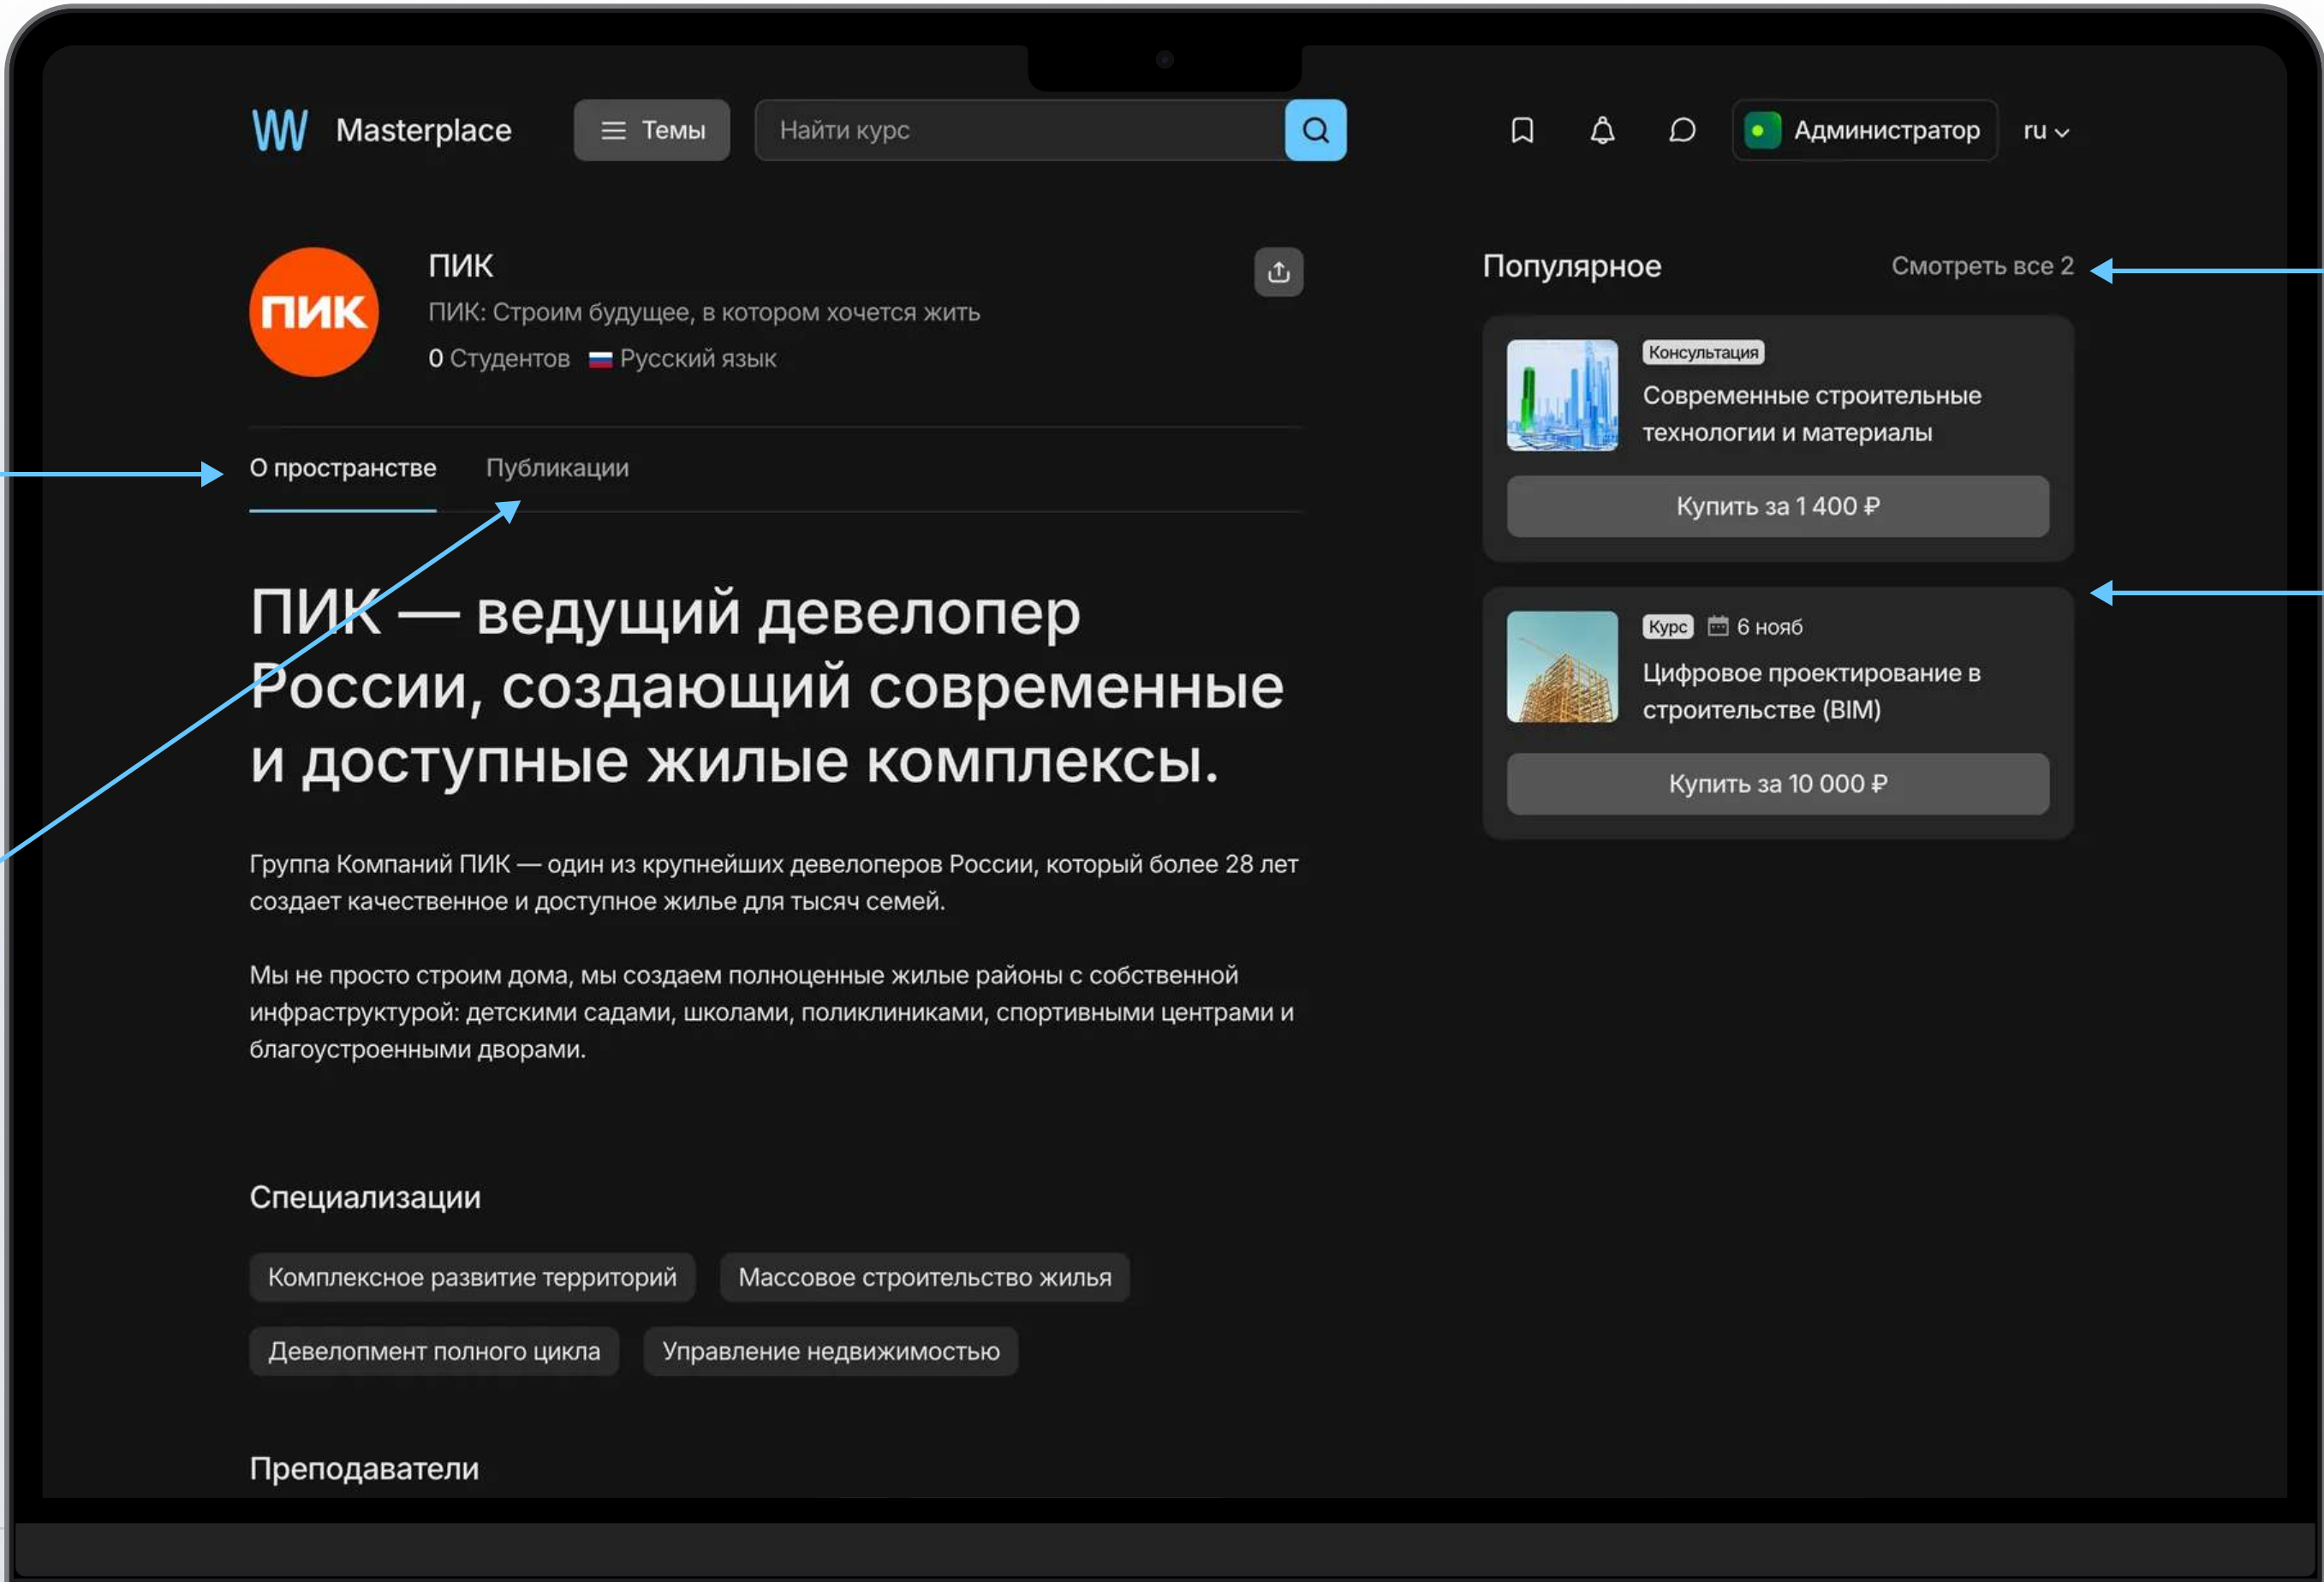 Masterplace
Темы
Найти курс
Администратор
ru
ПИК
ПИК
ПИК: Строим будущее, в котором хочется жить
0 Студентов Русский язык
О пространстве Публикации
ПИК — ведущий девелопер
России, создающий современные
и доступные жилые комплексы.
Группа Компаний ПИК — один из крупнейших девелоперов России, который более 28 лет
создает качественное и доступное жилье для тысяч семей.
Мы не просто строим дома, мы создаем полноценные жилые районы с собственной
инфраструктурой: детскими садами, школами, поликлиниками, спортивными центрами и
благоустроенными дворами.
Специализации
Комплексное развитие территорий
Массовое строительство жилья
Девелопмент полного цикла
Управление недвижимостью
Преподаватели
Популярное
Смотреть все 2
Консультация
Современные строительные
технологии и материалы
Купить за 1 400 ₽
Курс 6 нояб
Цифровое проектирование в
строительстве (BIM)
Купить за 10 000 ₽